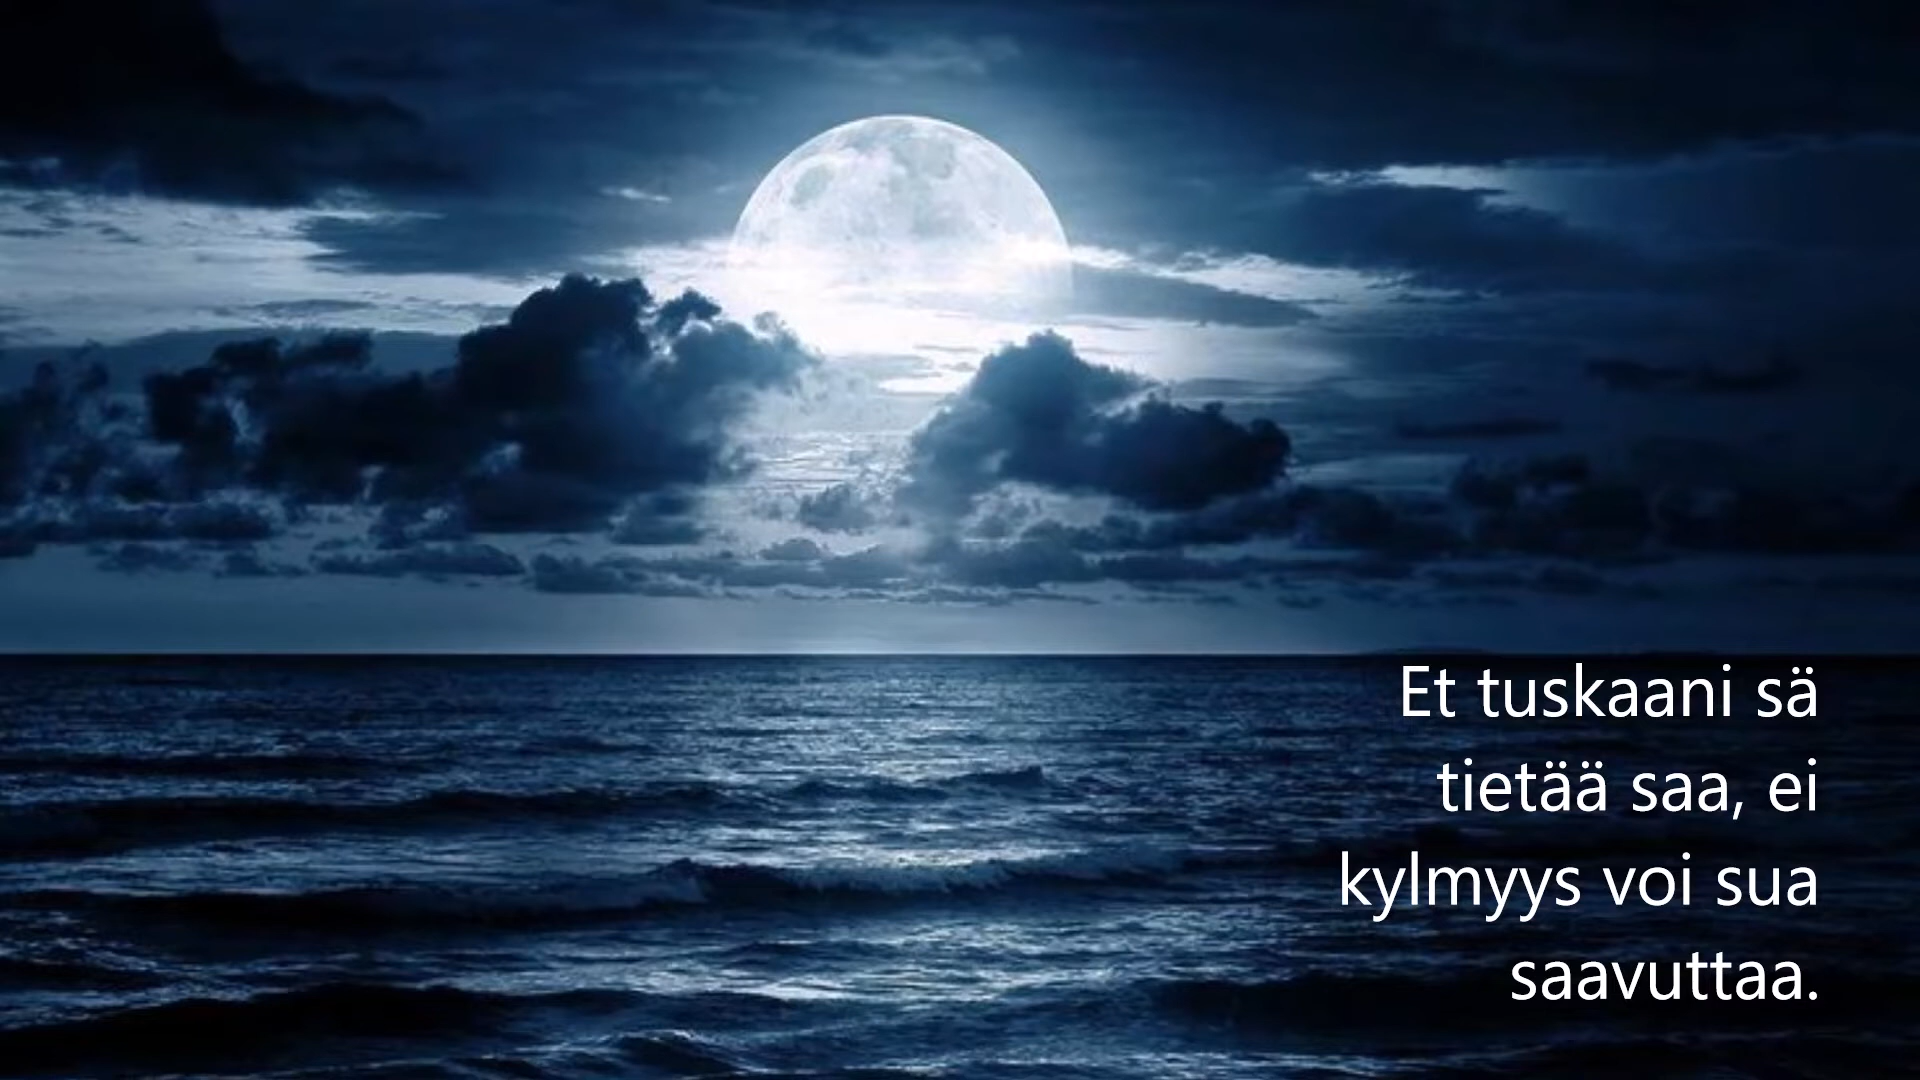 Et tuskaani sä
tietää saa, ei
kylmyys voi sua
saavuttaa.